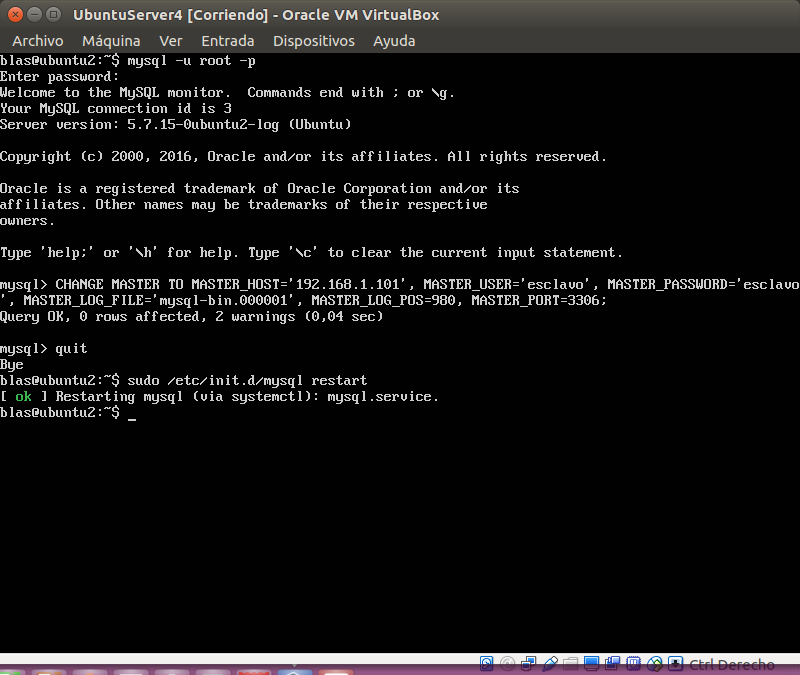 UbuntuServer4 [Corriendo] - Oracle VM VirtualBox
Archivo Máquina Ver Entrada Dispositivos Ayuda
blas@ubuntu2:~$ mysql -u root -p
Enter password:
Welcome to the MySQL monitor.  Commands end with ; or \g.
Your MySQL connection id is 3
Server version: 5.7.15-0ubuntu2-log (Ubuntu)
Copyright (c) 2000, 2016, Oracle and/or its affiliates. All rights reserved.
Oracle is a registered trademark of Oracle Corporation and/or its
affiliates. Other names may be trademarks of their respective
owners.
Type 'help;' or '\h' for help. Type '\c' to clear the current input statement.
mysql> CHANGE MASTER TO MASTER_HOST='192.168.1.101', MASTER_USER='esclavo', MASTER_PASSWORD='esclavo
', MASTER_LOG_FILE='mysql-bin.000001', MASTER_LOG_POS=980, MASTER_PORT=3306;
Query OK, 0 rows affected, 2 warnings (0,04 sec)
mysql> quit
Bye
blas@ubuntu2:~$ sudo /etc/init.d/mysql restart
[ ok ] Restarting mysql (via systemctl): mysql.service.
blas@ubuntu2:~$ _
Ctrl Derecho